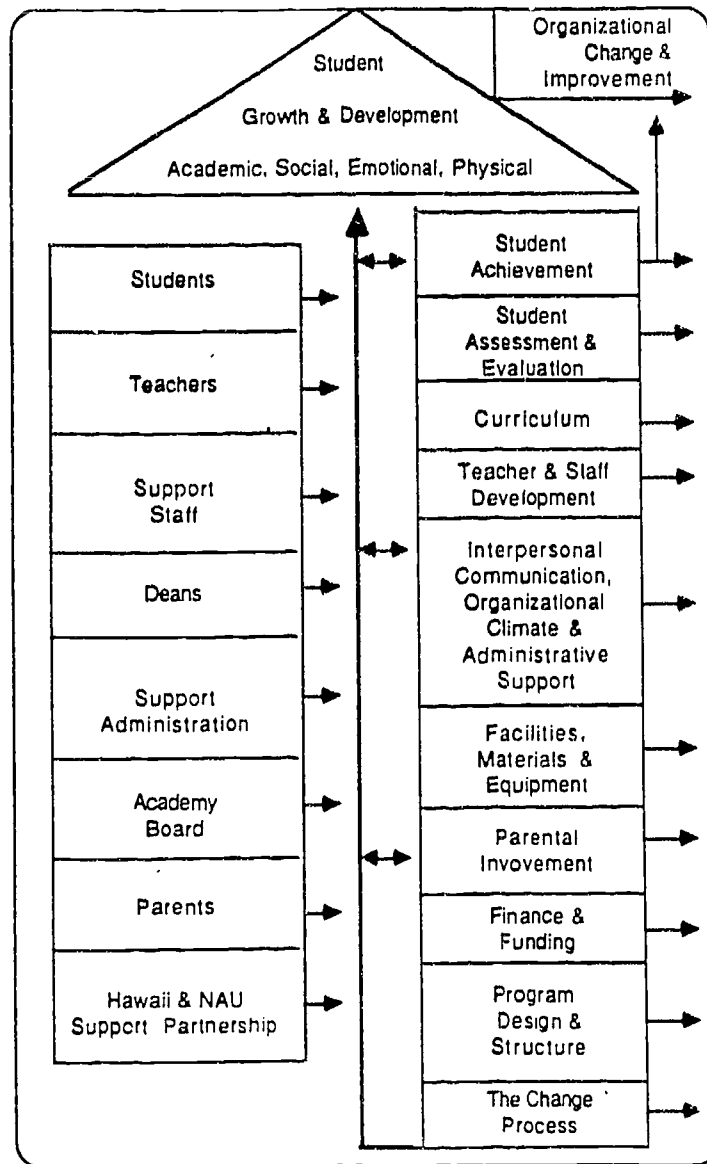 Organizational
Change &
Improvement
Student
Growth & Development
Academic, Social, Emotional, Physical
Students
Teachers
Support
Staff
Deans
Support
Administration
Academy
Board
Parents
Hawaii & NAU
Support Partnership
Student
Achievement
Student
Assessment &
Evaluation
Curriculum
Teacher & Staff
Development
Interpersonal
Communication,
Organizational
Climate &
Administrative
Support
Facilities,
Materials &
Equipment
Parental
Invovement
Finance &
Funding
Program
Design &
Structure
The Change
Process